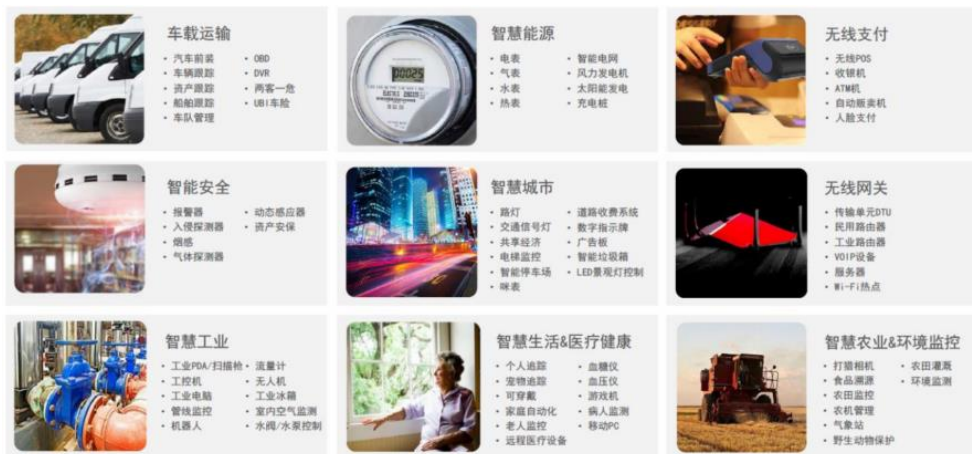 车载运输
• 汽车前装
• 车辆跟踪
• 资产跟踪
• 船舶跟踪
• 车队管理
• OBD
• DVR
• 两客一危
• UBI车险
智慧能源
• 电表
• 气表
• 水表
• 热表
• 智能电网
• 风力发电机
• 太阳能发电
• 充电桩
无线支付
• 无线POS
• 收银机
• ATM机
• 自动贩卖机
• 人脸支付
智能安全
• 报警器
• 入侵探测器
• 烟感
• 气体探测器
• 动态感应器
• 资产安保
智慧城市
• 路灯
• 交通信号灯
• 共享经济
• 电梯监控
• 智能停车场
• 咪表
• 道路收费系统
• 数字指示牌
• 广告板
• 智能垃圾箱
• LED景观灯控制
无线网关
• 传输单元DTU
• 民用路由器
• 工业路由器
• VOIP设备
• 服务器
• Wi-Fi热点
智慧工业
• 工业PDA/扫描枪
• 工控机
• 工业电脑
• 管线监控
• 机器人
• 流量计
• 无人机
• 工业冰箱
• 室内空气监测
• 水阀/水泵控制
智慧生活&医疗健康
• 个人追踪
• 宠物追踪
• 可穿戴
• 家庭自动化
• 老人监控
• 远程医疗设备
• 血糖仪
• 血压仪
• 游戏机
• 病人监测
• 移动PC
智慧农业&环境监控
• 打猎相机
• 食品溯源
• 农田监控
• 农机管理
• 气象站
• 野生动物保护
• 农田灌溉
• 环境监测